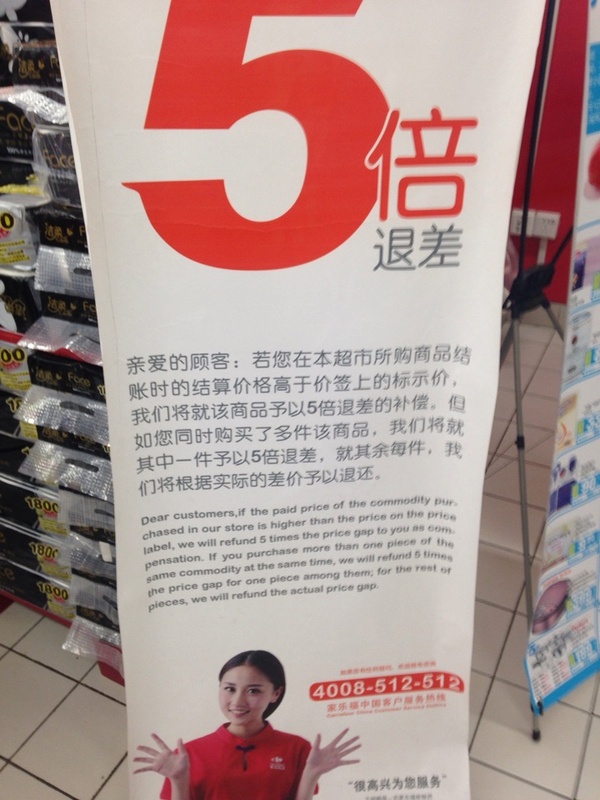 5倍
退差
亲爱的顾客：若您在本超市所购商品结
账时的结算价格高于价签上的标示价，
我们将就该商品予以5倍退差的补偿。但
如您同时购买了多件该商品，我们将就
其中一件予以5倍退差，就其余每件，我
们将根据实际的差价予以退还。
Dear customers,if the paid price of the commodity pur-
chased in our store is higher than the price on the price
label, we will refund 5 times the price gap to you as com-
pensation. If you purchase more than one piece of the
same commodity at the same time, we will refund 5 times
the price gap for one piece among them; for the rest of
pieces, we will refund the actual price gap.
4008-512-512
家乐福中国客户服务热线
Carrefour China Customer Service Hotline
“很高兴为您服务”
Face
1800
1800
1800